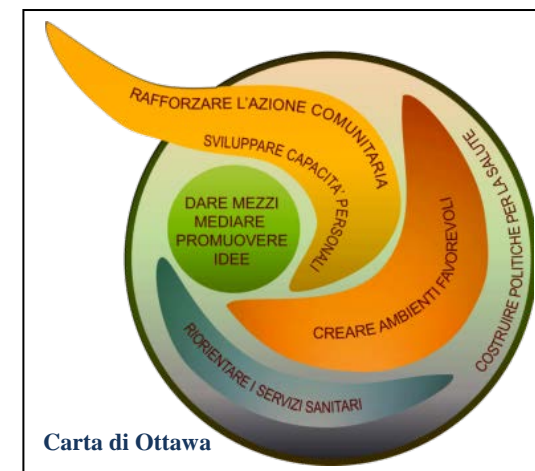 RAFFORZARE L'AZIONE COMUNITARIA
SVILUPPARE CAPACITA' PERSONALI
DARE MEZZI
MEDIARE
PROMUOVERE
IDEE
CREARE AMBIENTI FAVOREVOLI
COSTRUIRE POLITICHE PER LA SALUTE
RIORIENTARE I SERVIZI SANITARI
Carta di Ottawa